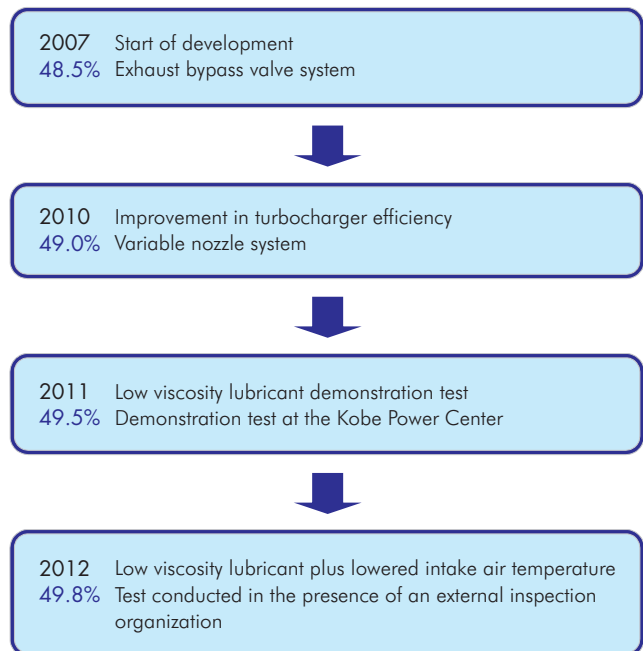 2007 Start of development
48.5% Exhaust bypass valve system
2010 Improvement in turbocharger efficiency
49.0% Variable nozzle system
2011 Low viscosity lubricant demonstration test
49.5% Demonstration test at the Kobe Power Center
2012 Low viscosity lubricant plus lowered intake air temperature
49.8% Test conducted in the presence of an external inspection
organization